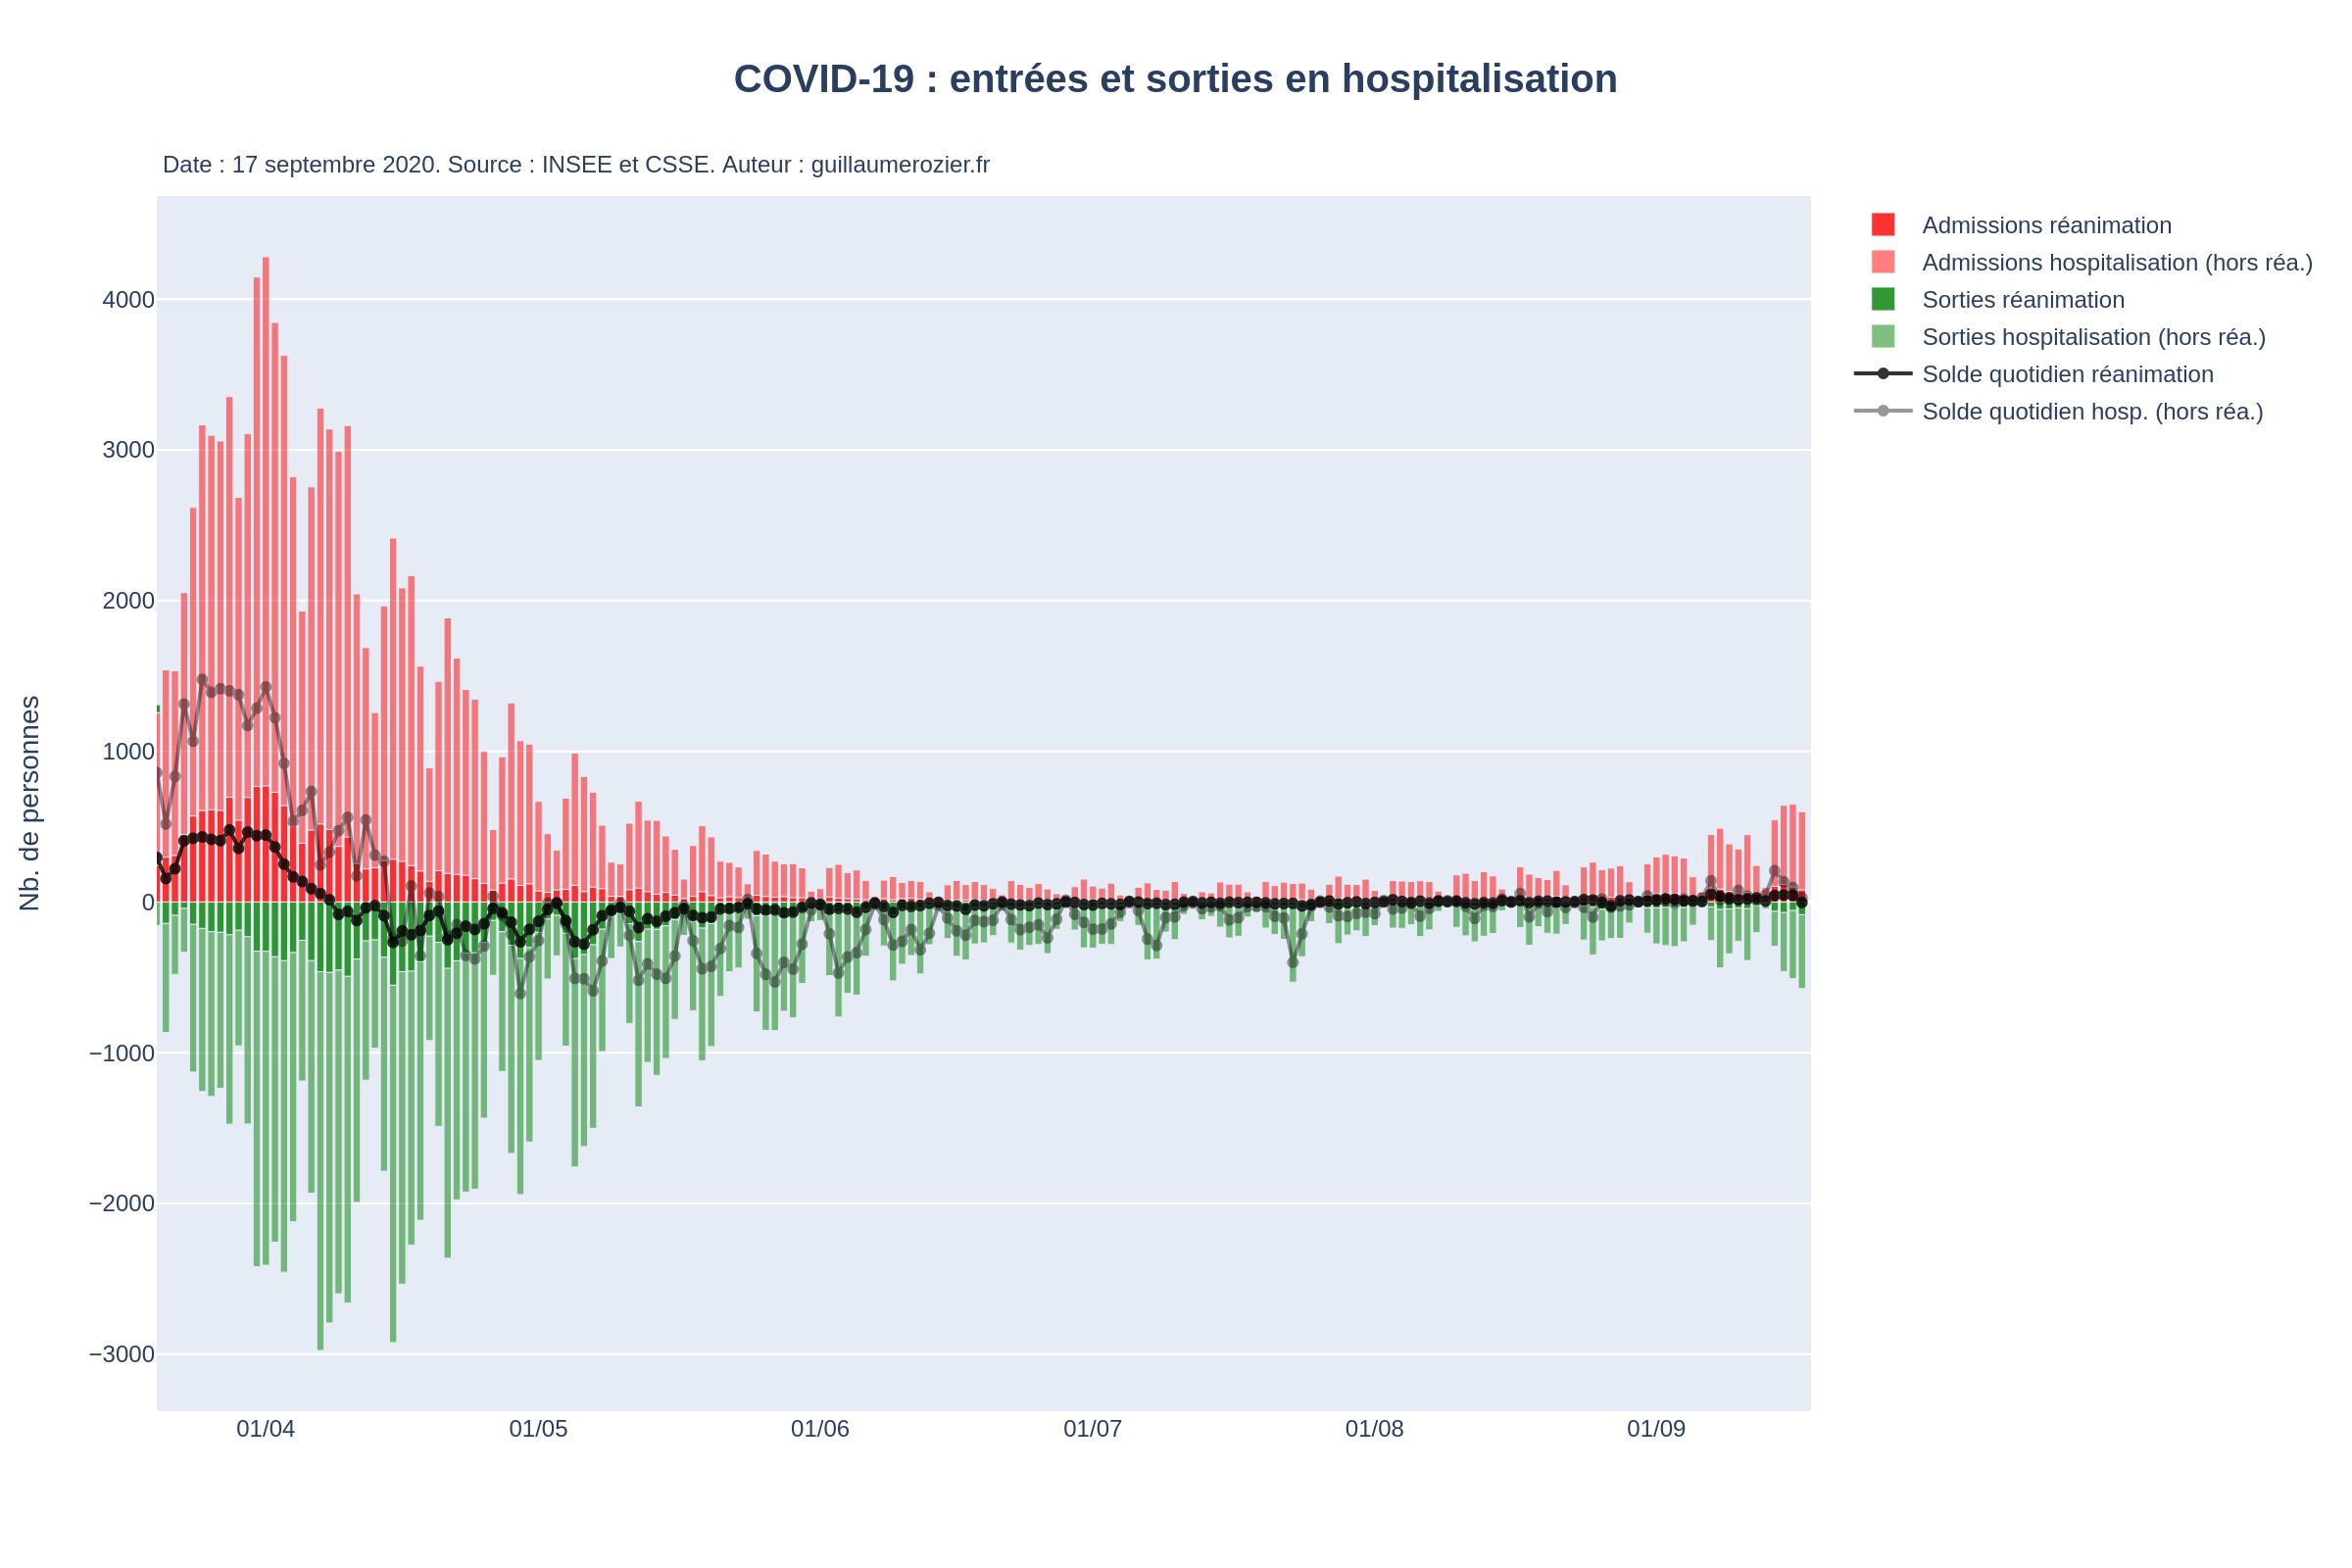 COVID-19 : entrées et sorties en hospitalisation
Date : 17 septembre 2020. Source : INSEE et CSSE. Auteur : guillaumerozier.fr
Admissions réanimation
Admissions hospitalisation (hors réa.)
Sorties réanimation
Sorties hospitalisation (hors réa.)
Solde quotidien réanimation
Solde quotidien hosp. (hors réa.)
Nb. de personnes
4000
3000
2000
1000
0
−1000
−2000
−3000
01/04 01/05 01/06 01/07 01/08 01/09